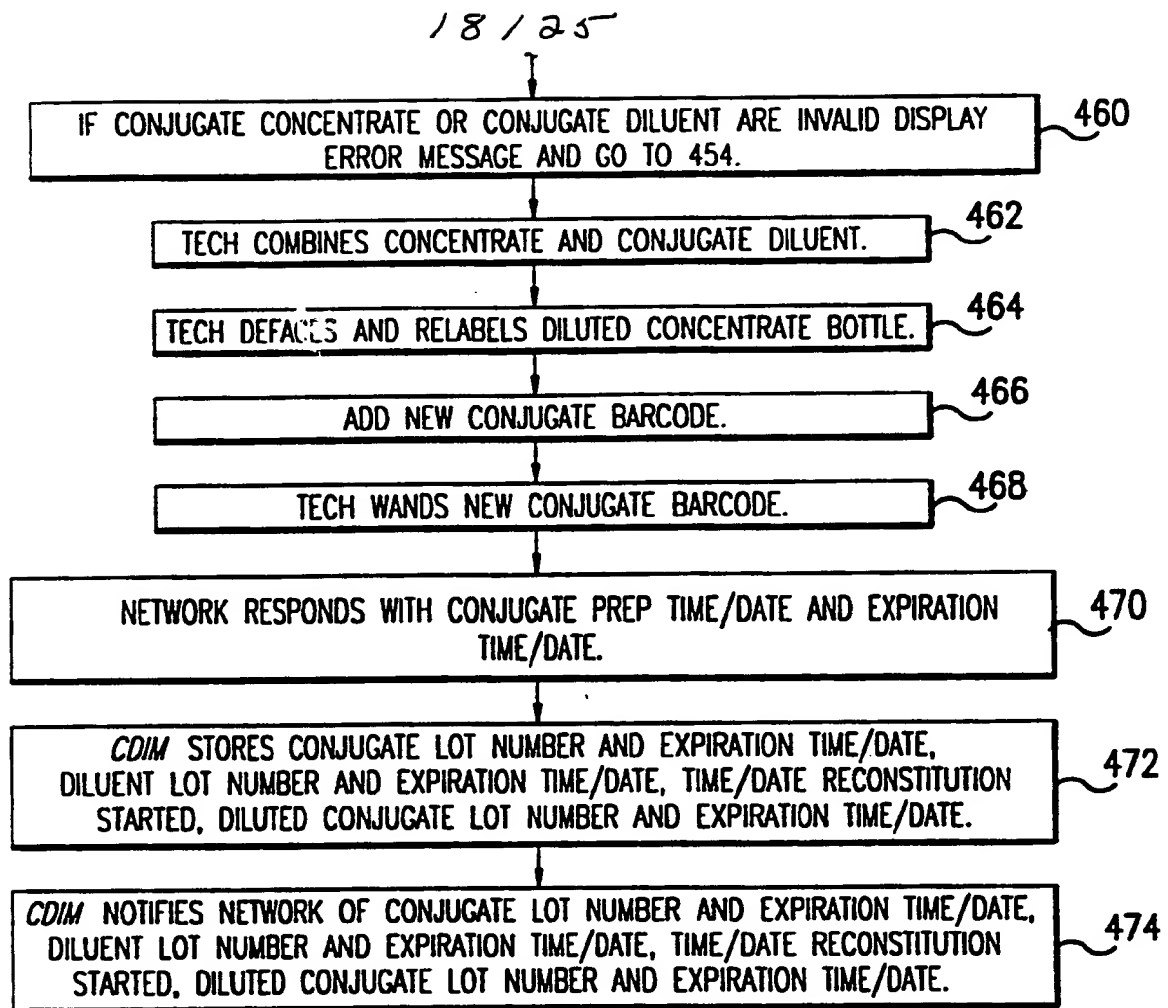 18/25
IF CONJUGATE CONCENTRATE OR CONJUGATE DILUENT ARE INVALID DISPLAY
ERROR MESSAGE AND GO TO 454.
460
TECH COMBINES CONCENTRATE AND CONJUGATE DILUENT.
462
TECH DEFACES AND RELABELS DILUTED CONCENTRATE BOTTLE.
464
ADD NEW CONJUGATE BARCODE.
466
TECH WANDS NEW CONJUGATE BARCODE.
468
NETWORK RESPONDS WITH CONJUGATE PREP TIME/DATE AND EXPIRATION
TIME/DATE.
470
CDIM STORES CONJUGATE LOT NUMBER AND EXPIRATION TIME/DATE,
DILUENT LOT NUMBER AND EXPIRATION TIME/DATE, TIME/DATE RECONSTITUTION
STARTED, DILUTED CONJUGATE LOT NUMBER AND EXPIRATION TIME/DATE.
472
CDIM NOTIFIES NETWORK OF CONJUGATE LOT NUMBER AND EXPIRATION TIME/DATE,
DILUENT LOT NUMBER AND EXPIRATION TIME/DATE, TIME/DATE RECONSTITUTION
STARTED, DILUTED CONJUGATE LOT NUMBER AND EXPIRATION TIME/DATE.
474